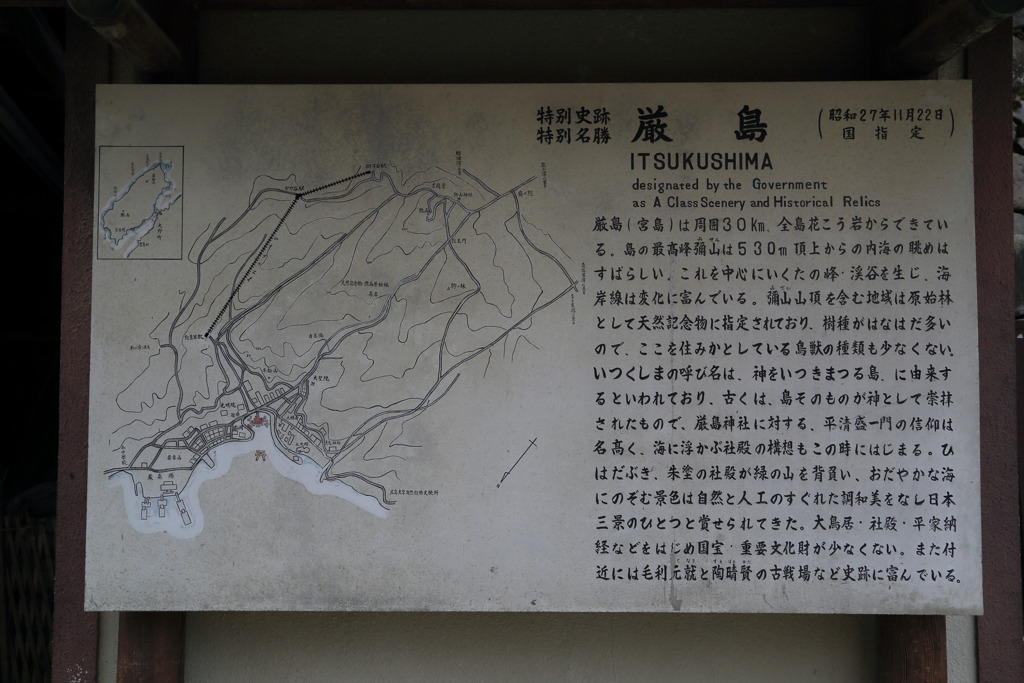 特別史跡
特別名勝
厳島
(昭和27年11月22日
国指定)
ITSUKUSHIMA
designated by the Government
as A Class Scenery and Historical Relics
厳島(宮島)は周囲30Km、全島花こう岩からできてい
る。島の最高峰彌山は530m頂上からの内海の眺めは
すばらしい。これを中心にいくたの峰・渓谷を生じ、海
岸線は変化に富んでいる。彌山山頂を含む地域は原始林
として天然記念物に指定されており、樹種がはなはだ多い
ので、ここを住みかとしている鳥獣の種類も少なくない。
いつくしまの呼び名は、神をいつきまつる島、に由来す
るといわれており、古くは、島そのものが神として崇拝
されたもので、厳島神社に対する、平清盛一門の信仰は
名高く、海に浮かぶ社殿の構想もこの時にはじまる。ひ
はだぶき、朱塗の社殿が緑の山を背負い、おだやかな海
にのぞむ景色は自然と人工のすぐれた調和美をなし日本
三景のひとつと賞せられてきた。大鳥居・社殿・平家納
経などをはじめ国宝・重要文化財が少なくない。また付
近には毛利元就と陶晴賢の古戦場など史跡に富んでいる。
大聖院
厳島港